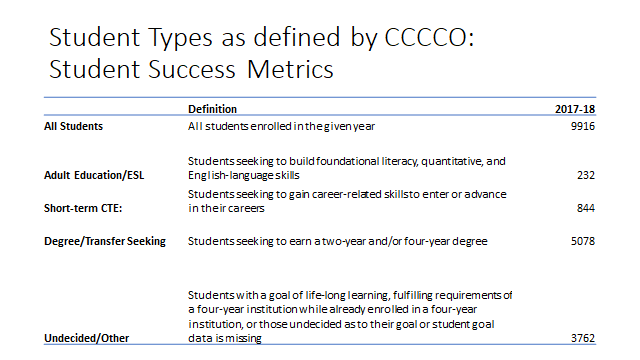 Student Types as defined by CCCCO:
Student Success Metrics
Definition 2017-18
All Students All students enrolled in the given year 9916
Students seeking to build foundational literacy, quantitative, and
Adult Education/ESL English-language skills 232
Students seeking to gain career-related skills to enter or advance
Short-term CTE: in their careers 844
Degree/Transfer Seeking Students seeking to earn a two-year and/or four-year degree 5078
Students with a goal of life-long learning, fulfilling requirements of
a four-year institution while already enrolled in a four-year
institution, or those undecided as to their goal or student goal
Undecided/Other data is missing 3762